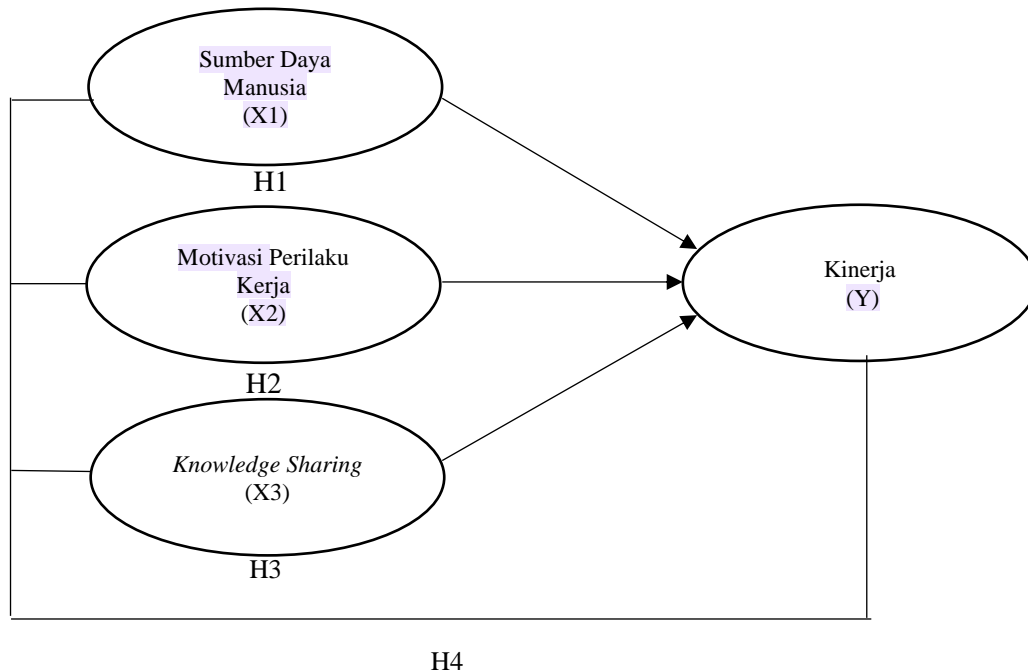 Sumber Daya
Manusia
(X1)
H1
Motivasi Perilaku
Kerja
(X2)
H2
Knowledge Sharing
(X3)
H3
Kinerja
(Y)
H4